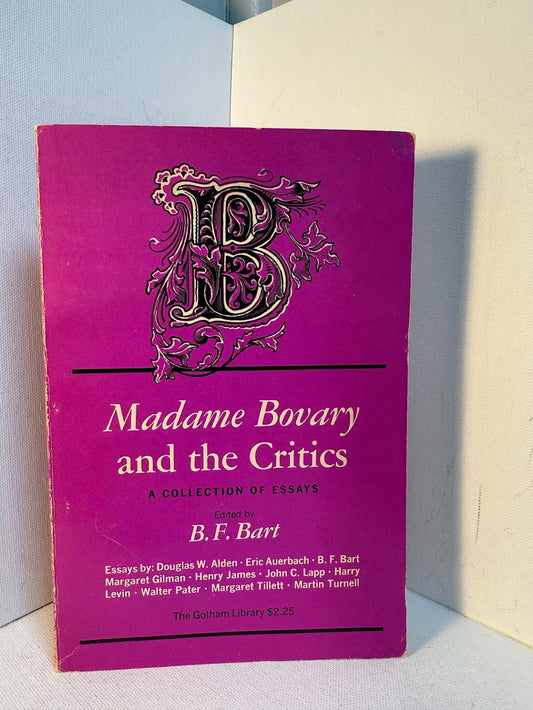 B
Madame Bovary
and the Critics
A COLLECTION OF ESSAYS
Edited by
B. F. Bart
Essays by: Douglas W. Alden · Eric Auerbach · B. F. Bart
Margaret Gilman · Henry James · John C. Lapp · Harry
Levin · Walter Pater · Margaret Tillett · Martin Turnell
The Gotham Library $2.25